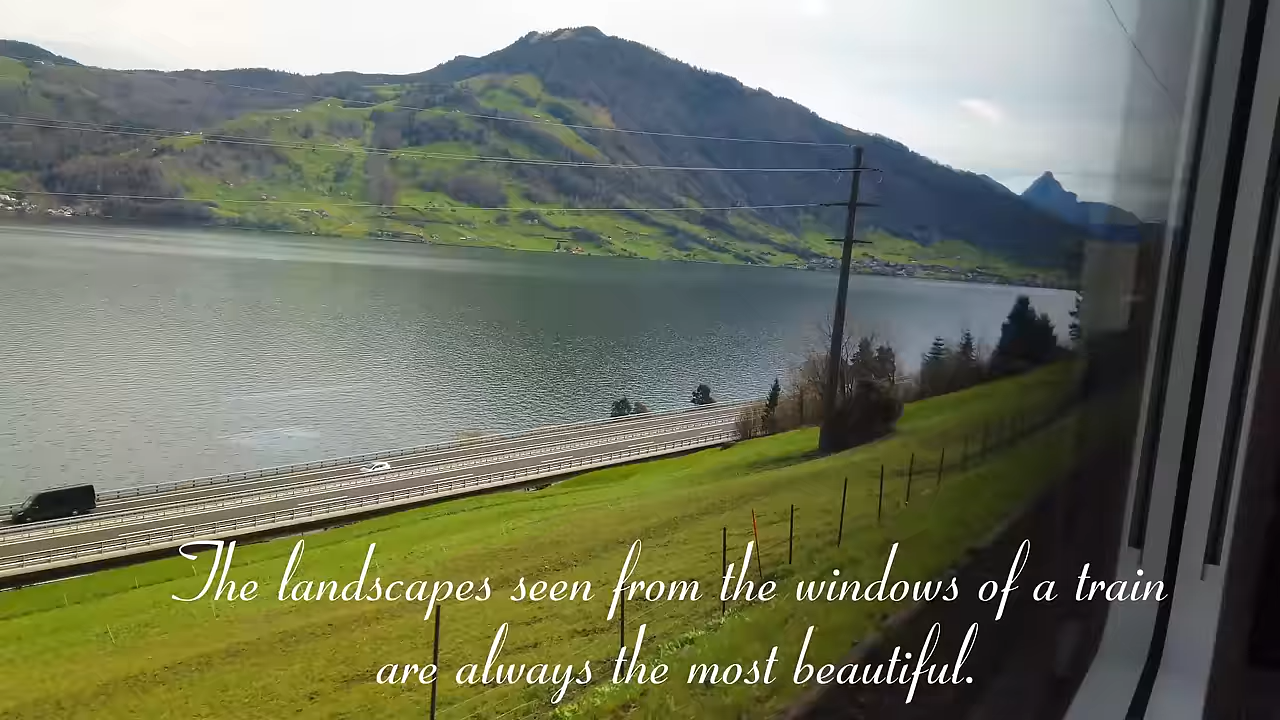 The landscapes seen from the windows of a train
are always the most beautiful.